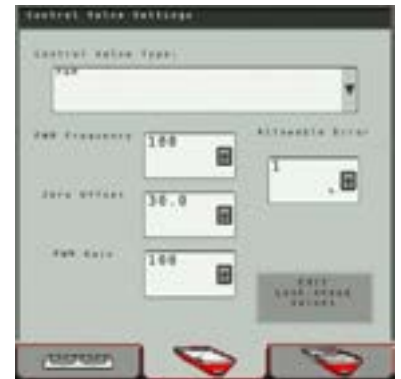 Control Valve Settings
Control Valve Type:
PWM
PWM Frequency
100
Allowable Error
1
%
Zero Offset
30.0
PWM Gain
100
Edit
Look-Ahead
Values